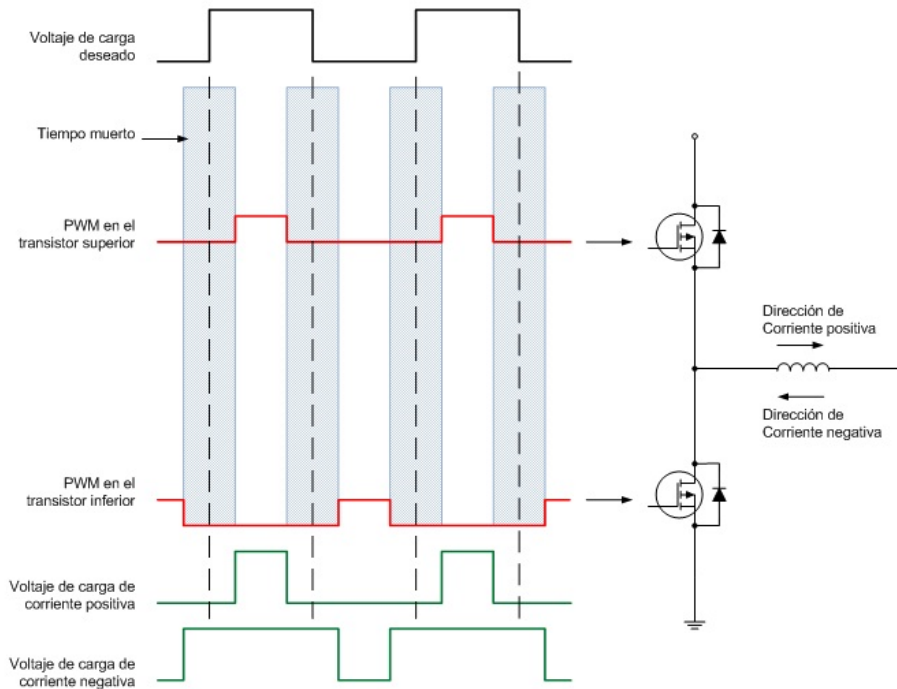 Voltaje de carga
deseado
Tiempo muerto
PWM en el
transistor superior
Dirección de
Corriente positiva
Dirección de
Corriente negativa
PWM en el
transistor inferior
Voltaje de carga de
corriente positiva
Voltaje de carga de
corriente negativa